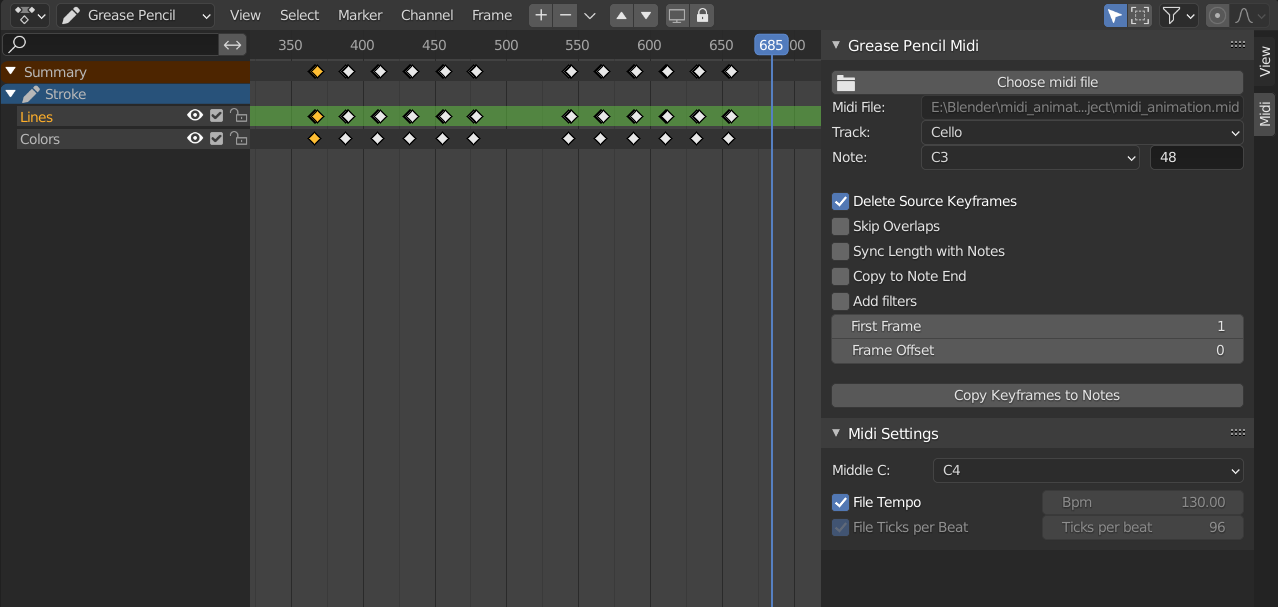 Grease Pencil View Select Marker Channel Frame
350 400 450 500 550 600 650 685 00
Summary
Stroke
Lines
Colors
Grease Pencil Midi
Choose midi file
Midi File: E:\Blender\midi_animat...ject\midi_animation.mid
Track: Cello
Note: C3 48
Delete Source Keyframes
Skip Overlaps
Sync Length with Notes
Copy to Note End
Add filters
First Frame 1
Frame Offset 0
Copy Keyframes to Notes
Midi Settings
Middle C: C4
File Tempo Bpm 130.00
File Ticks per Beat Ticks per beat 96
View
Midi